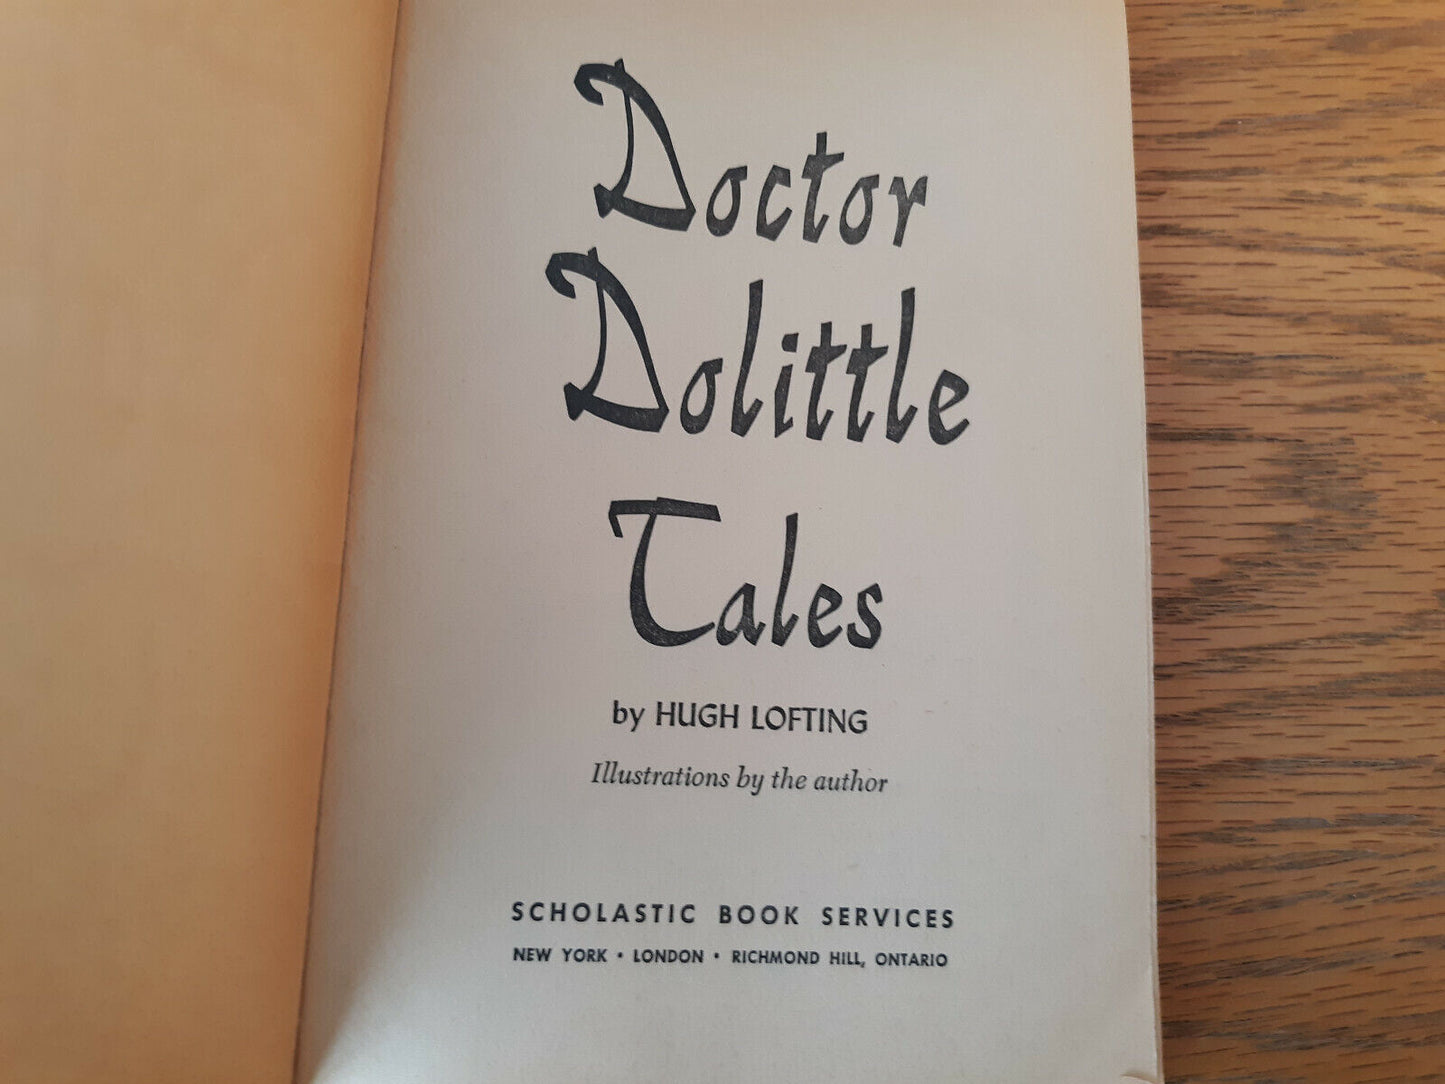 Doctor
Dolittle
Tales
by HUGH LOFTING
Illustrations by the author
SCHOLASTIC BOOK SERVICES
NEW YORK • LONDON • RICHMOND HILL, ONTARIO